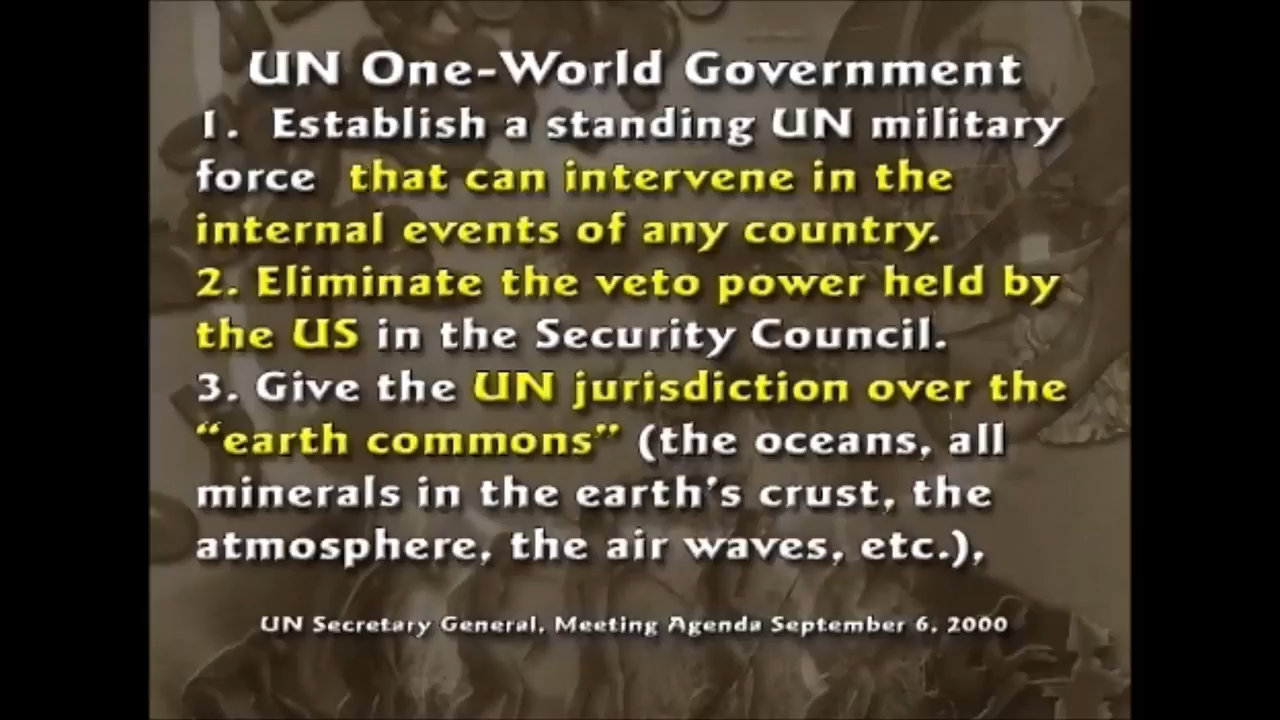 UN One-World Government
1. Establish a standing UN military
force that can intervene in the
internal events of any country.
2. Eliminate the veto power held by
the US in the Security Council.
3. Give the UN jurisdiction over the
“earth commons” (the oceans, all
minerals in the earth’s crust, the
atmosphere, the air waves, etc.),
UN Secretary General, Meeting Agenda September 6, 2000